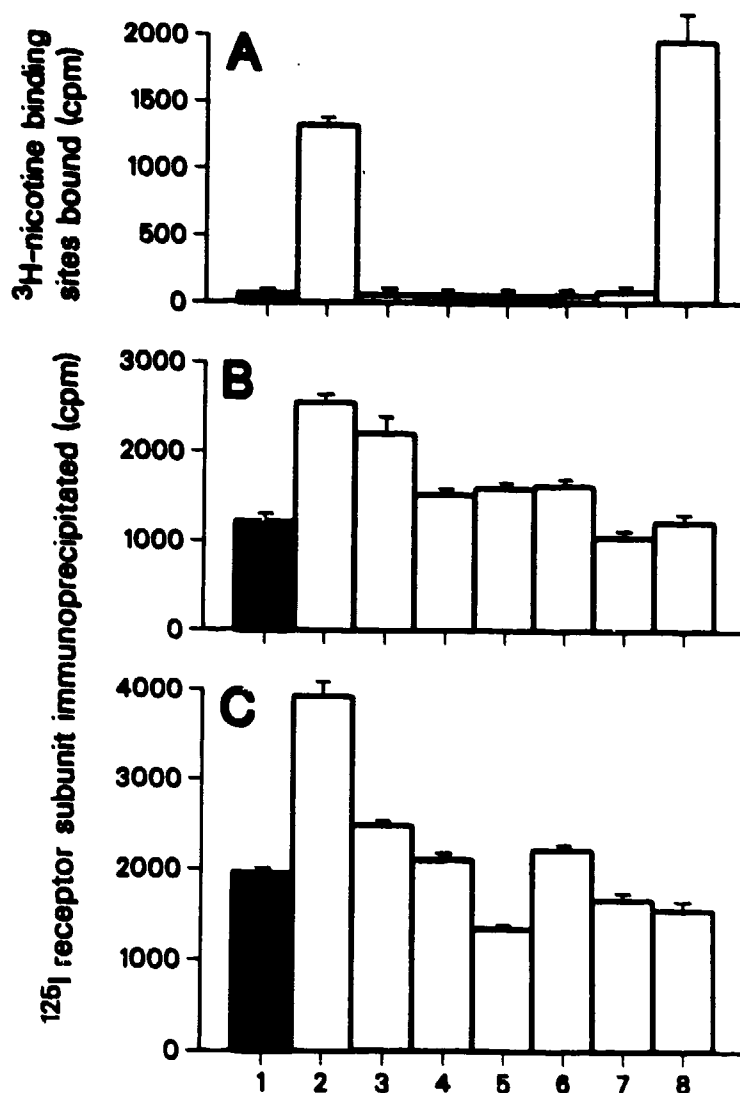 A
³H-nicotine binding
sites bound (cpm)
2000
1500
1000
500
0
B
3000
2000
1000
0
¹²⁵I receptor subunit immunoprecipitated (cpm)
C
4000
3000
2000
1000
0
1 2 3 4 5 6 7 8